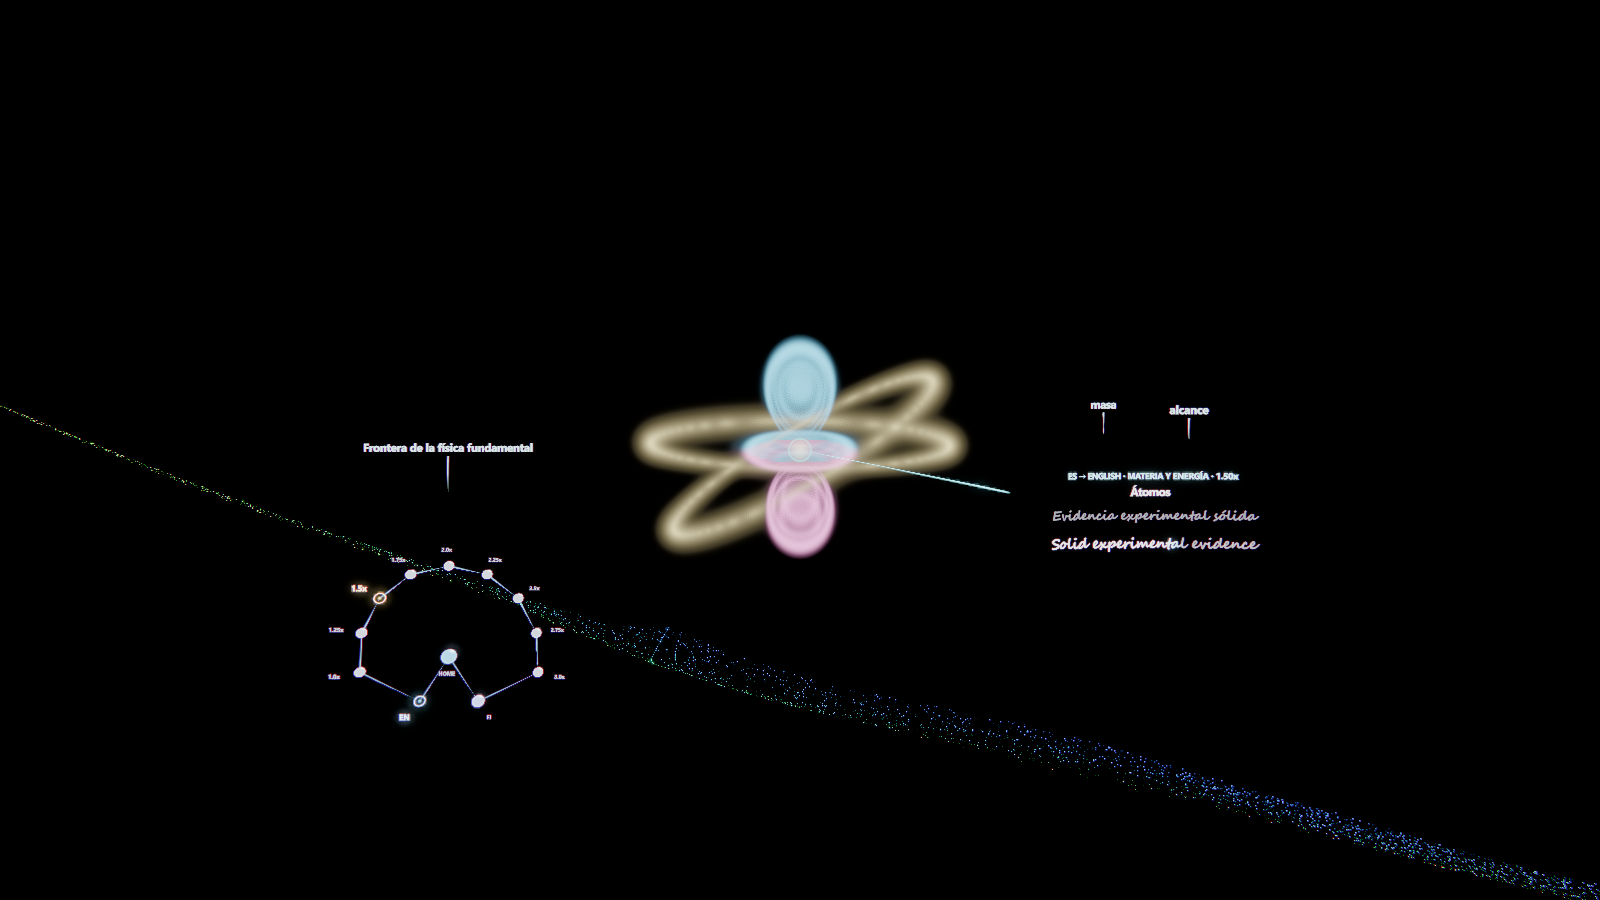 masa
alcance
Frontera de la física fundamental
ES → ENGLISH · MATERIA Y ENERGÍA · 1.50x
Átomos
Evidencia experimental sólida
Solid experimental evidence
2.0x
1.75x
2.25x
1.5x
2.5x
1.25x
2.75x
HOME
1.0x
3.0x
EN
FI